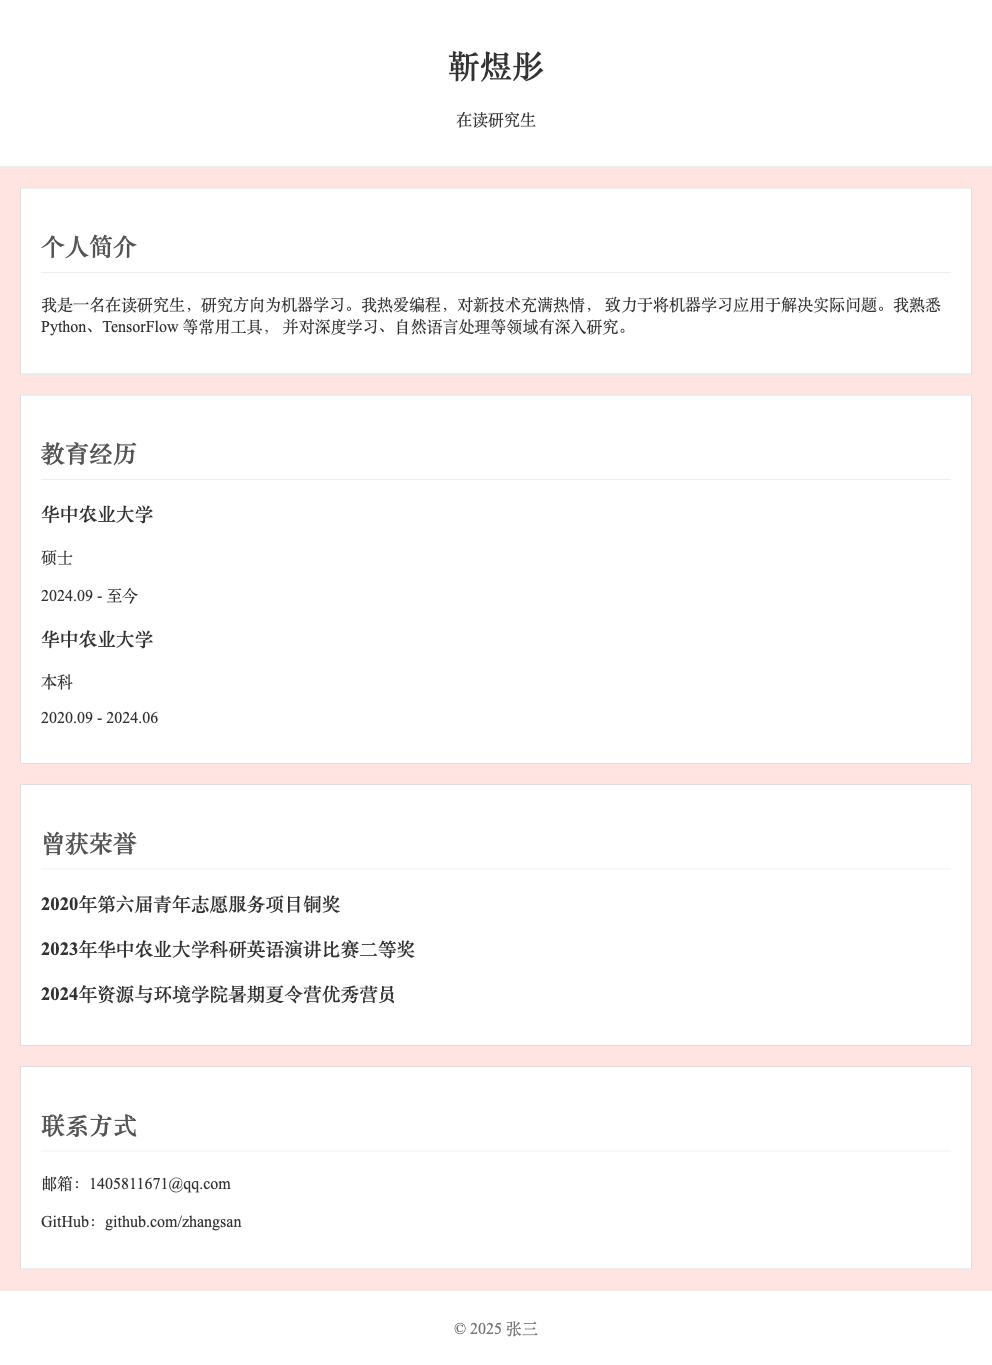 靳煜彤
在读研究生
个人简介
我是一名在读研究生，研究方向为机器学习。我热爱编程，对新技术充满热情， 致力于将机器学习应用于解决实际问题。我熟悉
Python、TensorFlow 等常用工具， 并对深度学习、自然语言处理等领域有深入研究。
教育经历
华中农业大学
硕士
2024.09 - 至今
华中农业大学
本科
2020.09 - 2024.06
曾获荣誉
2020年第六届青年志愿服务项目铜奖
2023年华中农业大学科研英语演讲比赛二等奖
2024年资源与环境学院暑期夏令营优秀营员
联系方式
邮箱：1405811671@qq.com
GitHub：github.com/zhangsan
© 2025 张三